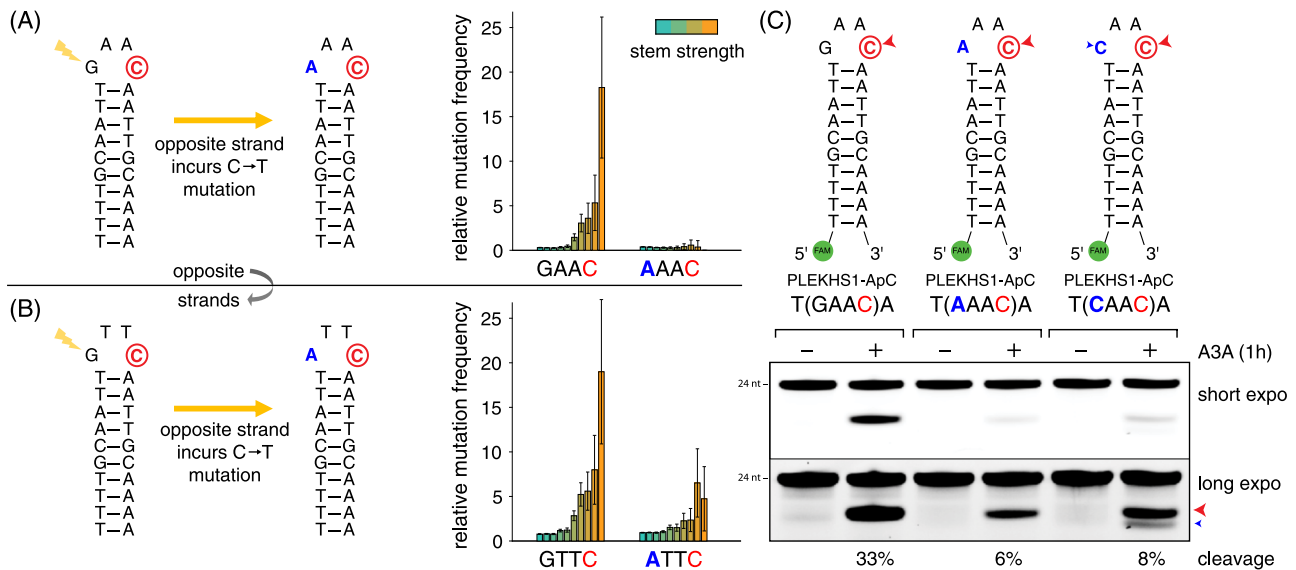 (A)
A A
G C
T–A
T–A
A–T
A–T
C–G
G–C
T–A
T–A
T–A
T–A
opposite strand
incurs C→T
mutation
A A
A C
T–A
T–A
A–T
A–T
C–G
G–C
T–A
T–A
T–A
T–A
relative mutation frequency
25
20
15
10
5
0
stem strength
GAAC
AAAC
opposite
strands
(B)
T T
G C
T–A
T–A
A–T
A–T
C–G
G–C
T–A
T–A
T–A
T–A
opposite strand
incurs C→T
mutation
T T
A C
T–A
T–A
A–T
A–T
C–G
G–C
T–A
T–A
T–A
T–A
relative mutation frequency
25
20
15
10
5
0
GTTC
ATTC
(C)
A A
G C
T–A
T–A
A–T
A–T
C–G
G–C
T–A
T–A
T–A
T–A
5' FAM 3'
PLEKHS1-ApC
T(GAAC)A
A A
A C
T–A
T–A
A–T
A–T
C–G
G–C
T–A
T–A
T–A
T–A
5' FAM 3'
PLEKHS1-ApC
T(AAAC)A
A A
C C
T–A
T–A
A–T
A–T
C–G
G–C
T–A
T–A
T–A
T–A
5' FAM 3'
PLEKHS1-ApC
T(CAAC)A
– + – + – + A3A (1h)
24 nt
short expo
24 nt
long expo
33% 6% 8% cleavage